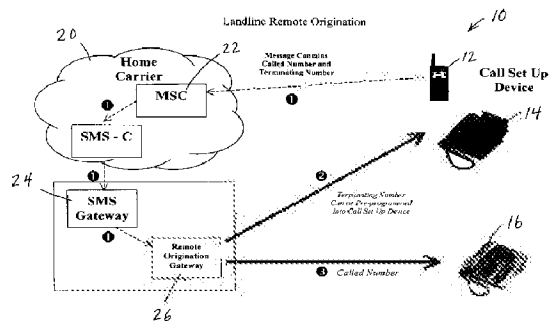 Landline Remote Origination
10
20
Home
Carrier
22
MSC
Message Contains
Called Number and
Terminating Number
12
Call Set Up
Device
14
1
1
SMS - C
1
24
SMS
Gateway
1
Remote
Origination
Gateway
26
2
Terminating Number
Can be Pre-programmed
Into Call Set Up Device
3 Called Number
16